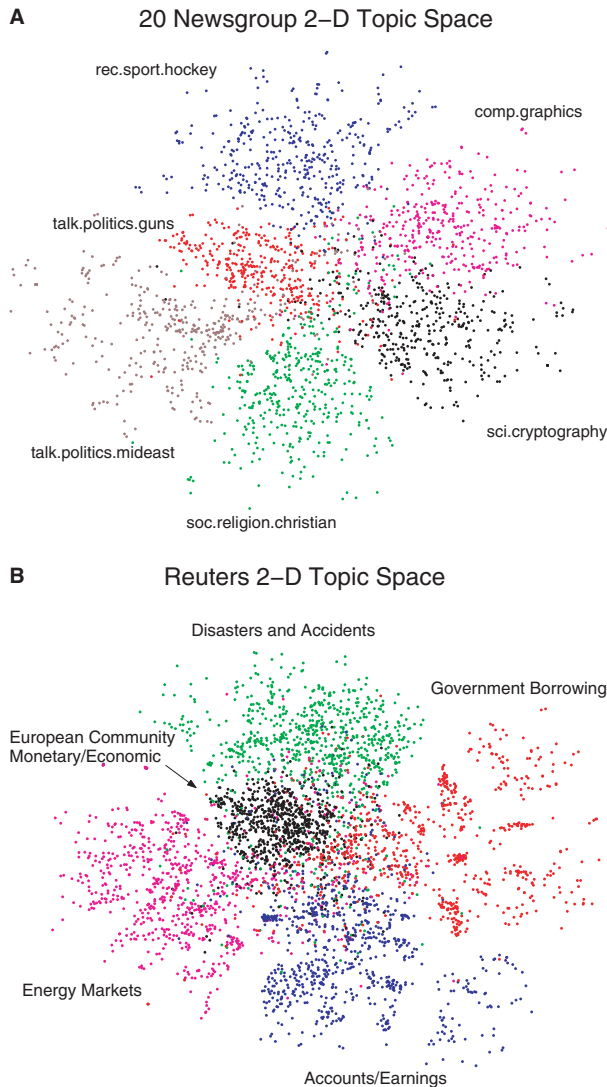 A
20 Newsgroup 2−D Topic Space
rec.sport.hockey
comp.graphics
talk.politics.guns
sci.cryptography
talk.politics.mideast
soc.religion.christian
B
Reuters 2−D Topic Space
Disasters and Accidents
Government Borrowing
European Community
Monetary/Economic
Energy Markets
Accounts/Earnings